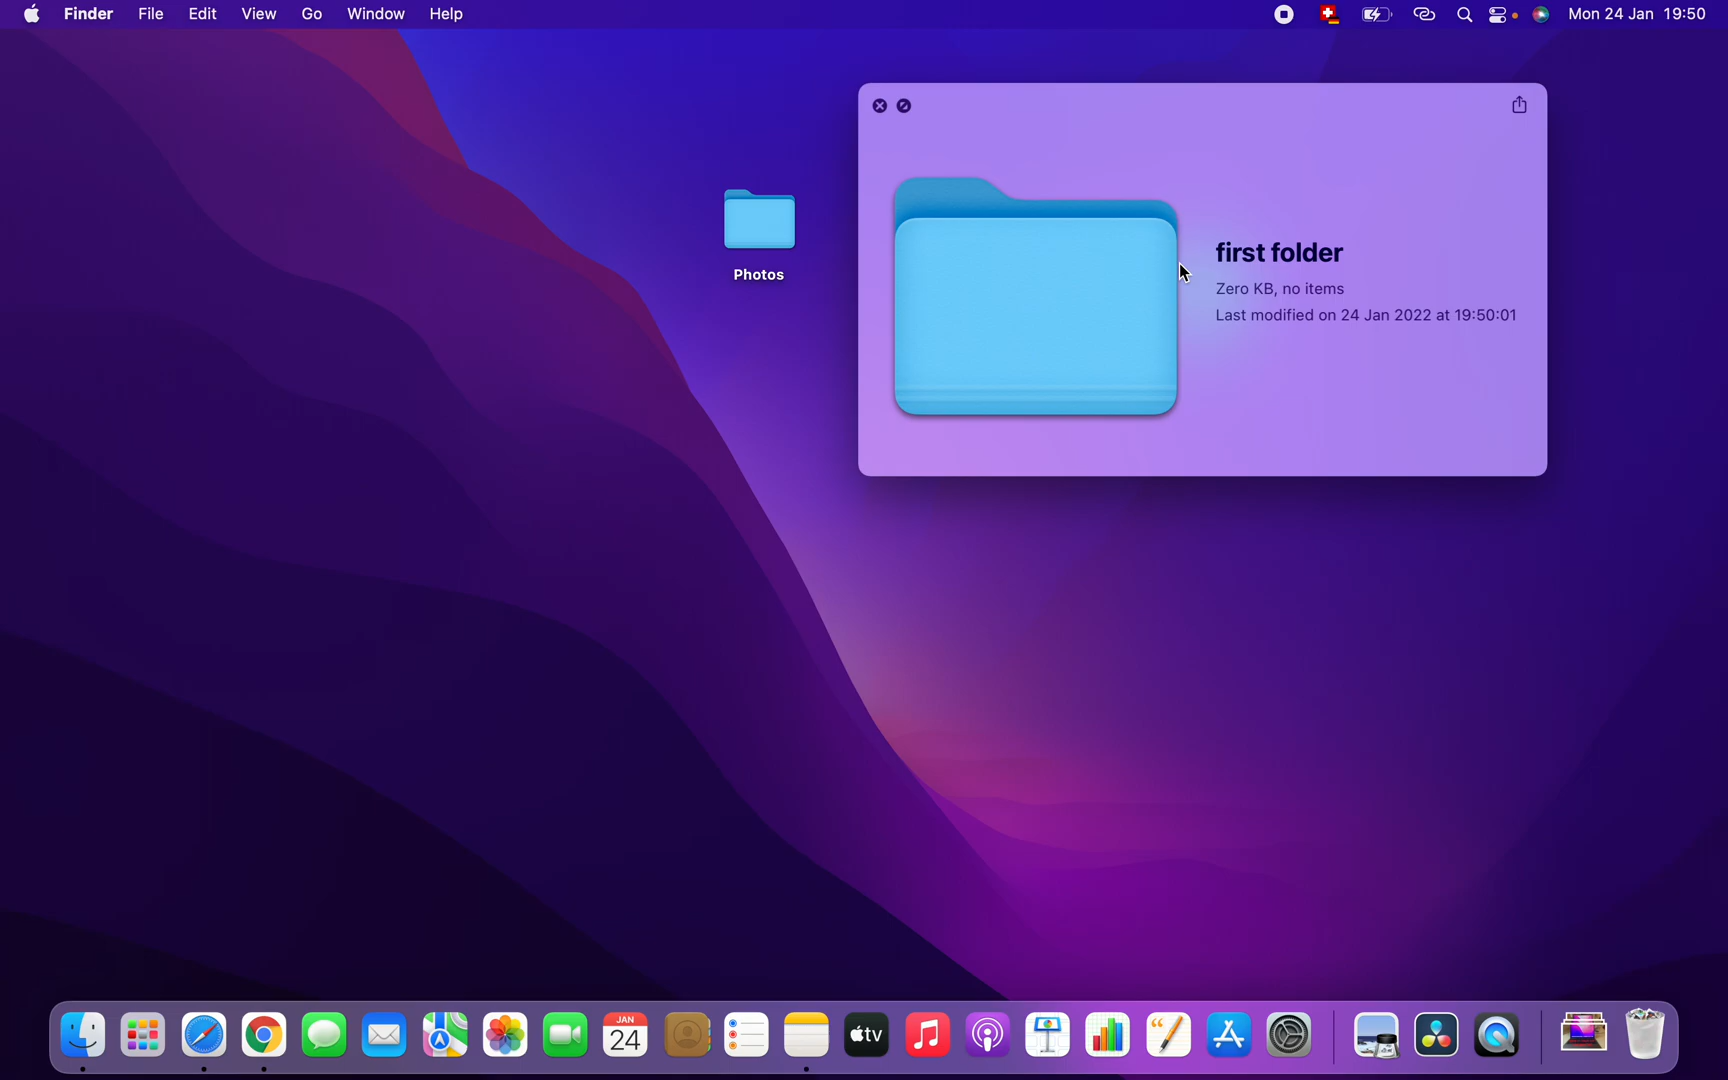 Finder File Edit View Go Window Help Mon 24 Jan 19:50
first folder
Zero KB, no items
Last modified on 24 Jan 2022 at 19:50:01
Photos
JAN
24
tv